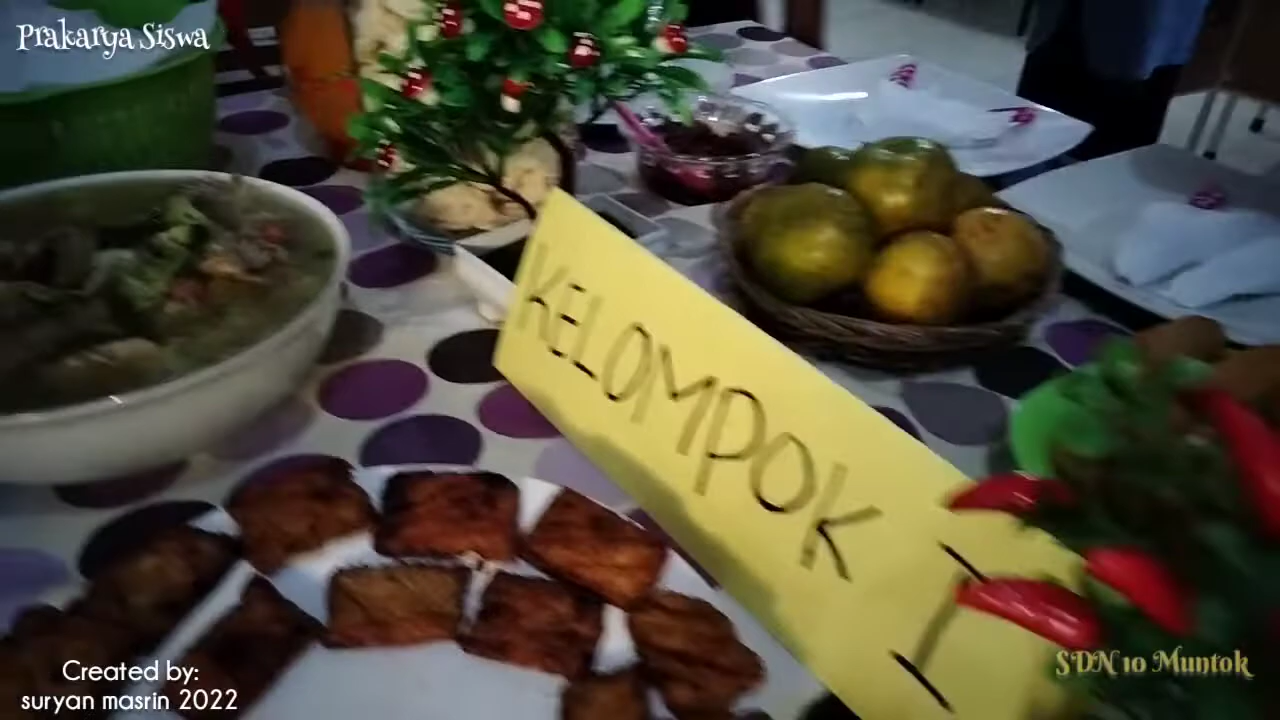 Prakarya Siswa
KELOMPOK
I
Created by:
suryan masrin 2022
SDN 10 Muntok